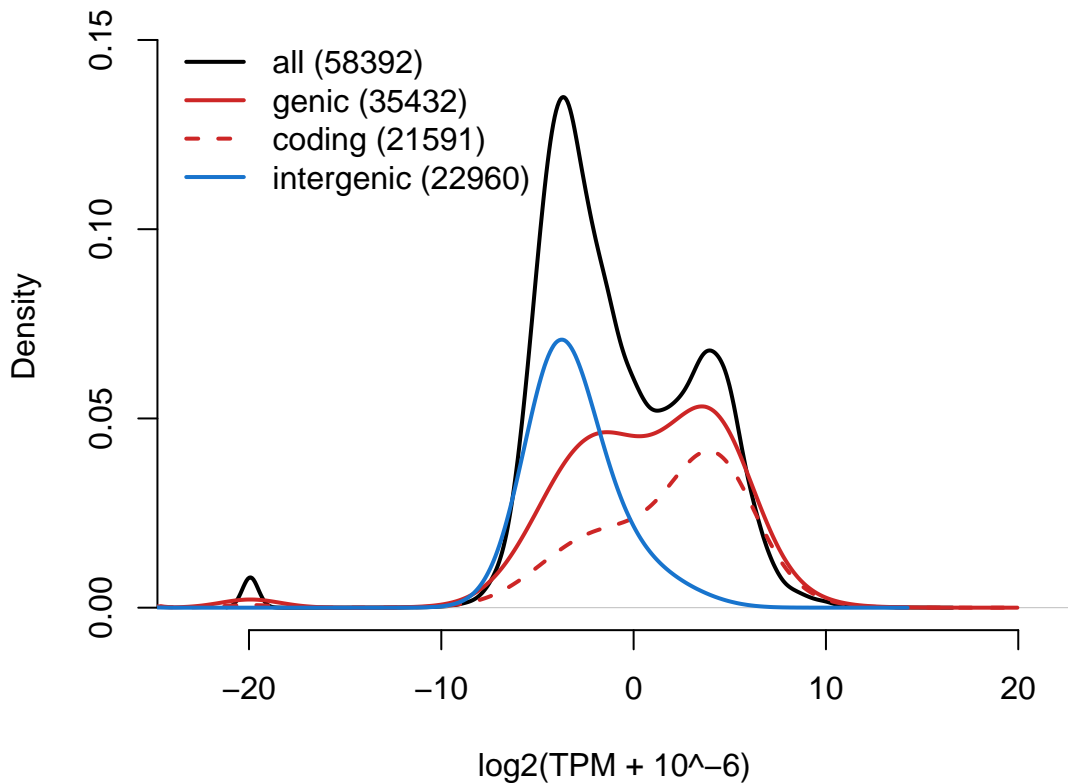 0.15
0.10
0.05
0.00
Density
all (58392)
genic (35432)
coding (21591)
intergenic (22960)
−20
−10
0
10
20
log2(TPM + 10^−6)